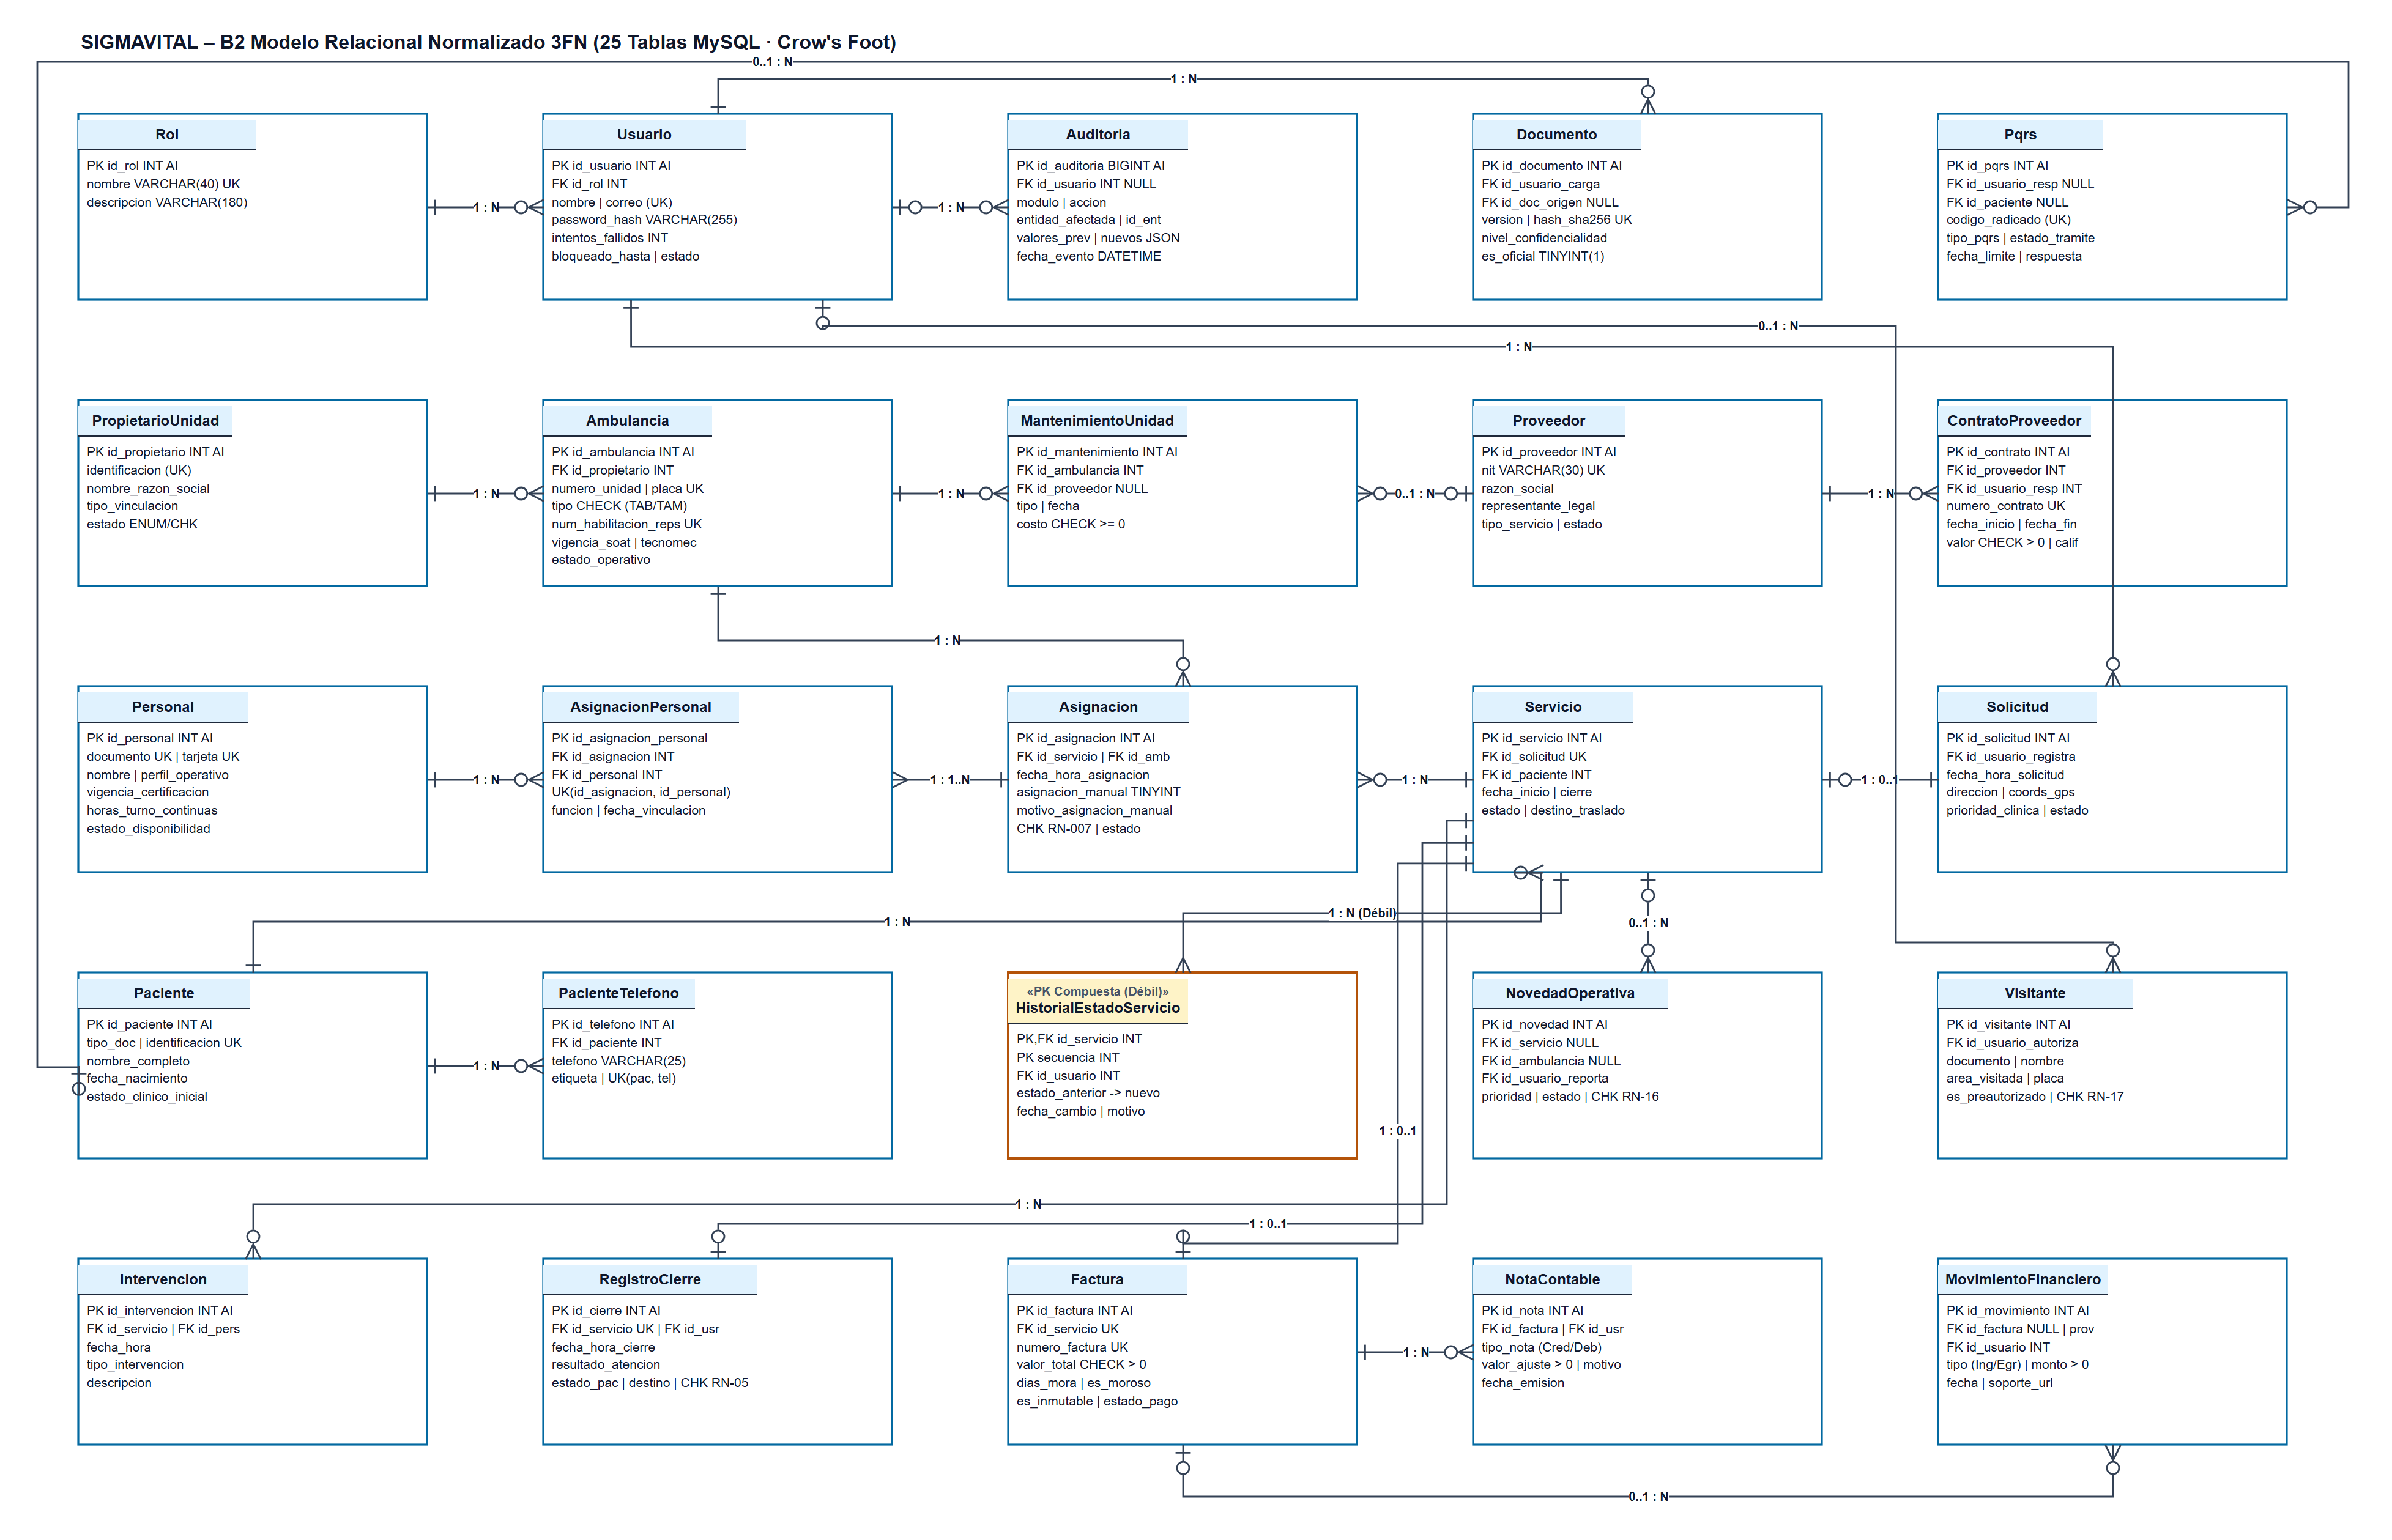 SIGMAVITAL – B2 Modelo Relacional Normalizado 3FN (25 Tablas MySQL · Crow's Foot)
0..1 : N
1 : N
Rol
PK id_rol INT AI
nombre VARCHAR(40) UK
descripcion VARCHAR(180)
1 : N
Usuario
PK id_usuario INT AI
FK id_rol INT
nombre | correo (UK)
password_hash VARCHAR(255)
intentos_fallidos INT
bloqueado_hasta | estado
1 : N
Auditoria
PK id_auditoria BIGINT AI
FK id_usuario INT NULL
modulo | accion
entidad_afectada | id_ent
valores_prev | nuevos JSON
fecha_evento DATETIME
Documento
PK id_documento INT AI
FK id_usuario_carga
FK id_doc_origen NULL
version | hash_sha256 UK
nivel_confidencialidad
es_oficial TINYINT(1)
Pqrs
PK id_pqrs INT AI
FK id_usuario_resp NULL
FK id_paciente NULL
codigo_radicado (UK)
tipo_pqrs | estado_tramite
fecha_limite | respuesta
0..1 : N
1 : N
PropietarioUnidad
PK id_propietario INT AI
identificacion (UK)
nombre_razon_social
tipo_vinculacion
estado ENUM/CHK
1 : N
Ambulancia
PK id_ambulancia INT AI
FK id_propietario INT
numero_unidad | placa UK
tipo CHECK (TAB/TAM)
num_habilitacion_reps UK
vigencia_soat | tecnomec
estado_operativo
1 : N
MantenimientoUnidad
PK id_mantenimiento INT AI
FK id_ambulancia INT
FK id_proveedor NULL
tipo | fecha
costo CHECK >= 0
0..1 : N
Proveedor
PK id_proveedor INT AI
nit VARCHAR(30) UK
razon_social
representante_legal
tipo_servicio | estado
1 : N
ContratoProveedor
PK id_contrato INT AI
FK id_proveedor INT
FK id_usuario_resp INT
numero_contrato UK
fecha_inicio | fecha_fin
valor CHECK > 0 | calif
1 : N
Personal
PK id_personal INT AI
documento UK | tarjeta UK
nombre | perfil_operativo
vigencia_certificacion
horas_turno_continuas
estado_disponibilidad
1 : N
AsignacionPersonal
PK id_asignacion_personal
FK id_asignacion INT
FK id_personal INT
UK(id_asignacion, id_personal)
funcion | fecha_vinculacion
1 : 1..N
Asignacion
PK id_asignacion INT AI
FK id_servicio | FK id_amb
fecha_hora_asignacion
asignacion_manual TINYINT
motivo_asignacion_manual
CHK RN-007 | estado
1 : N
Servicio
PK id_servicio INT AI
FK id_solicitud UK
FK id_paciente INT
fecha_inicio | cierre
estado | destino_traslado
1 : 0..1
Solicitud
PK id_solicitud INT AI
FK id_usuario_registra
fecha_hora_solicitud
direccion | coords_gps
prioridad_clinica | estado
1 : N (Débil)
1 : N
0..1 : N
Paciente
PK id_paciente INT AI
tipo_doc | identificacion UK
nombre_completo
fecha_nacimiento
estado_clinico_inicial
1 : N
PacienteTelefono
PK id_telefono INT AI
FK id_paciente INT
telefono VARCHAR(25)
etiqueta | UK(pac, tel)
«PK Compuesta (Débil)»
HistorialEstadoServicio
PK,FK id_servicio INT
PK secuencia INT
FK id_usuario INT
estado_anterior -> nuevo
fecha_cambio | motivo
NovedadOperativa
PK id_novedad INT AI
FK id_servicio NULL
FK id_ambulancia NULL
FK id_usuario_reporta
prioridad | estado | CHK RN-16
Visitante
PK id_visitante INT AI
FK id_usuario_autoriza
documento | nombre
area_visitada | placa
es_preautorizado | CHK RN-17
1 : 0..1
1 : N
1 : 0..1
Intervencion
PK id_intervencion INT AI
FK id_servicio | FK id_pers
fecha_hora
tipo_intervencion
descripcion
RegistroCierre
PK id_cierre INT AI
FK id_servicio UK | FK id_usr
fecha_hora_cierre
resultado_atencion
estado_pac | destino | CHK RN-05
Factura
PK id_factura INT AI
FK id_servicio UK
numero_factura UK
valor_total CHECK > 0
dias_mora | es_moroso
es_inmutable | estado_pago
1 : N
NotaContable
PK id_nota INT AI
FK id_factura | FK id_usr
tipo_nota (Cred/Deb)
valor_ajuste > 0 | motivo
fecha_emision
MovimientoFinanciero
PK id_movimiento INT AI
FK id_factura NULL | prov
FK id_usuario INT
tipo (Ing/Egr) | monto > 0
fecha | soporte_url
0..1 : N